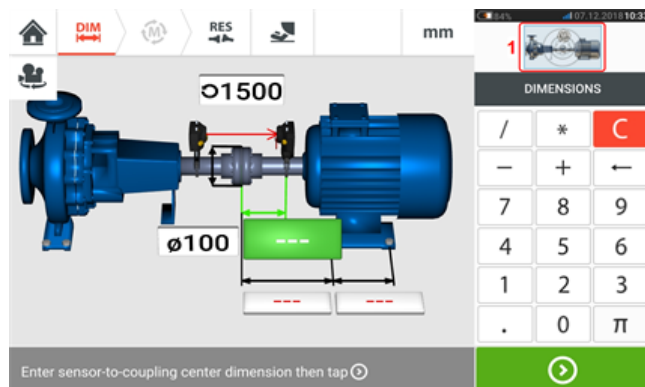 DIM
(M)
RES
mm
84%
07.12.2018 10:33
1
DIMENSIONS
1500
ø100
---
---
---
/ * C
− + ←
7 8 9
4 5 6
1 2 3
. 0 π
Enter sensor-to-coupling center dimension then tap